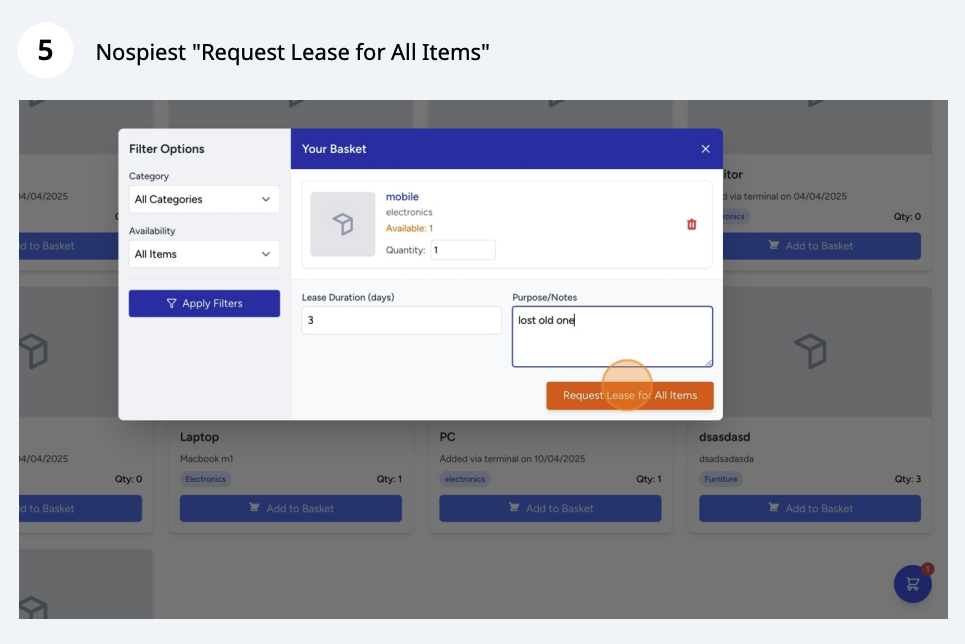 5
Nospiest "Request Lease for All Items"
Filter Options
Category
All Categories
Availability
All Items
Apply Filters
Your Basket
mobile
electronics
Available: 1
Quantity: 1
Lease Duration (days)
3
Purpose/Notes
lost old one
Request Lease for All Items
04/04/2025
Add to Basket
itor
d via terminal on 04/04/2025
ronics
Qty: 0
Add to Basket
04/04/2025
Qty: 0
Add to Basket
Laptop
Macbook m1
Electronics
Qty: 1
Add to Basket
PC
Added via terminal on 10/04/2025
electronics
Qty: 1
Add to Basket
dsasdasd
dsadsadasda
Furniture
Qty: 3
Add to Basket
1